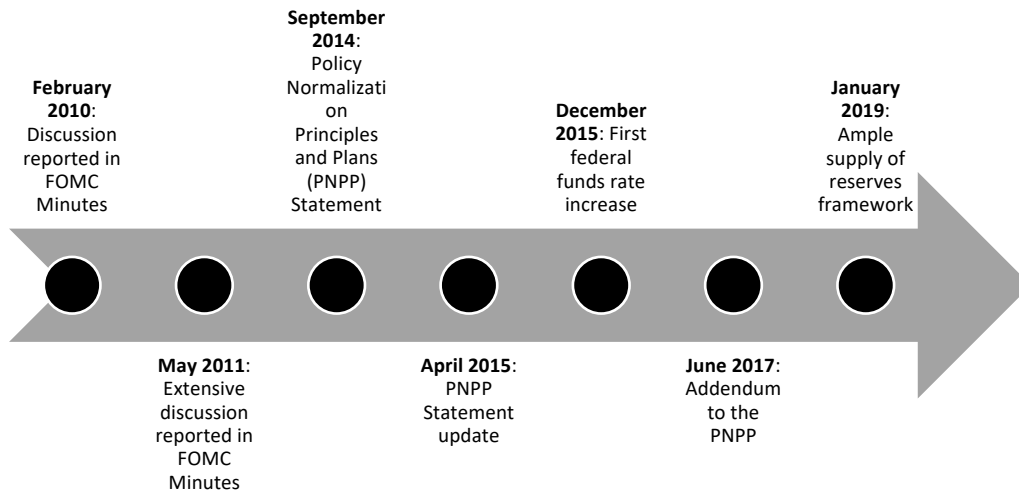 February
2010:
Discussion
reported in
FOMC
Minutes
May 2011:
Extensive
discussion
reported in
FOMC
Minutes
September
2014:
Policy
Normalizati
on
Principles
and Plans
(PNPP)
Statement
April 2015:
PNPP
Statement
update
December
2015: First
federal
funds rate
increase
June 2017:
Addendum
to the
PNPP
January
2019:
Ample
supply of
reserves
framework